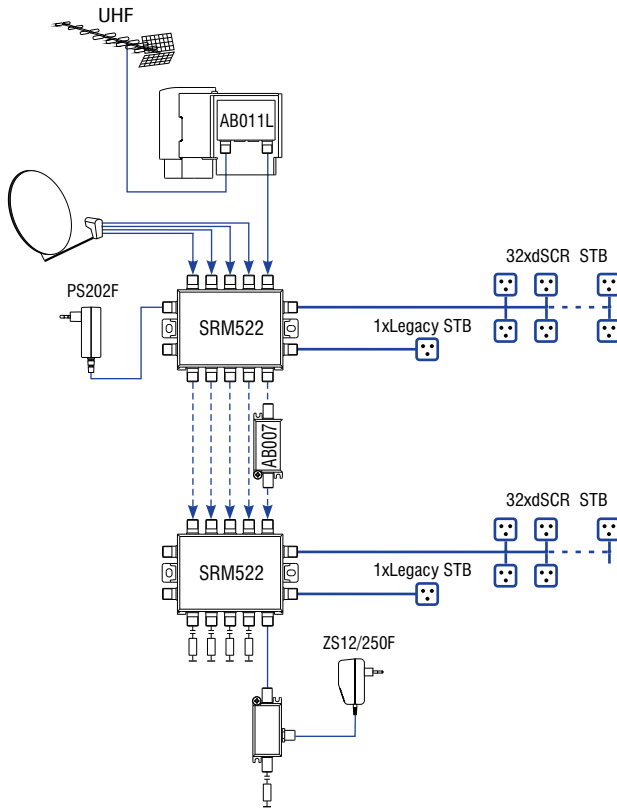 UHF
AB011L
32xdSCR STB
PS202F
SRM522
1xLegacy STB
AB007
32xdSCR STB
SRM522
1xLegacy STB
ZS12/250F